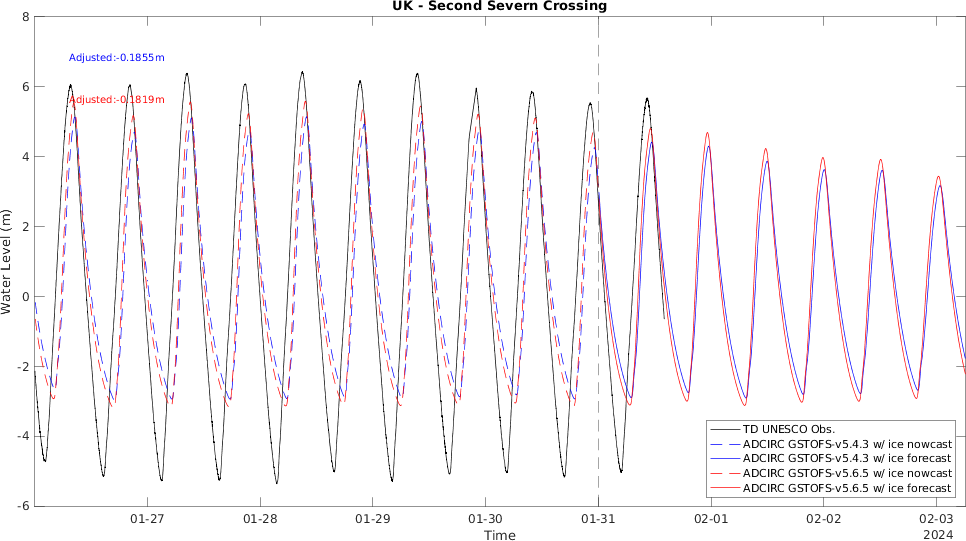 UK - Second Severn Crossing
8
6
4
2
0
-2
-4
-6
Water Level (m)
Adjusted:-0.1855m
Adjusted:-0.1819m
TD UNESCO Obs.
ADCIRC GSTOFS-v5.4.3 w/ ice nowcast
ADCIRC GSTOFS-v5.4.3 w/ ice forecast
ADCIRC GSTOFS-v5.6.5 w/ ice nowcast
ADCIRC GSTOFS-v5.6.5 w/ ice forecast
01-27 01-28 01-29 01-30 01-31 02-01 02-02 02-03
Time 2024